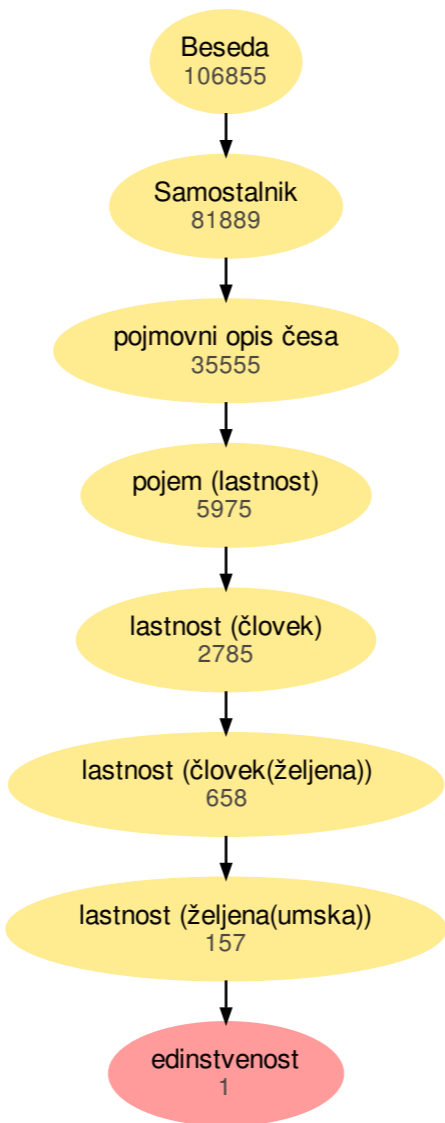 Beseda
106855
Samostalnik
81889
pojmovni opis česa
35555
pojem (lastnost)
5975
lastnost (človek)
2785
lastnost (človek(željena))
658
lastnost (željena(umska))
157
edinstvenost
1